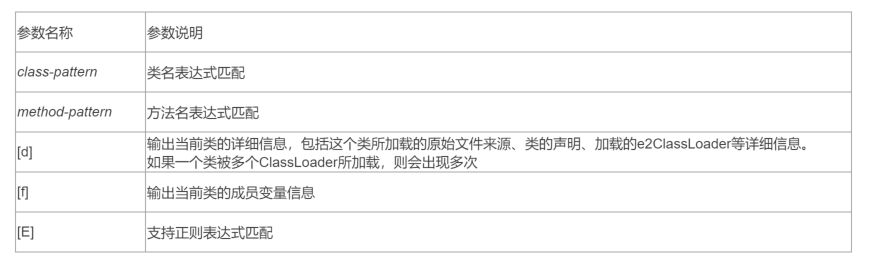 参数名称 参数说明
class-pattern 类名表达式匹配
method-pattern 方法名表达式匹配
[d] 输出当前类的详细信息，包括这个类所加载的原始文件来源、类的声明、加载的e2ClassLoader等详细信息。
如果一个类被多个ClassLoader所加载，则会出现多次
[f] 输出当前类的成员变量信息
[E] 支持正则表达式匹配